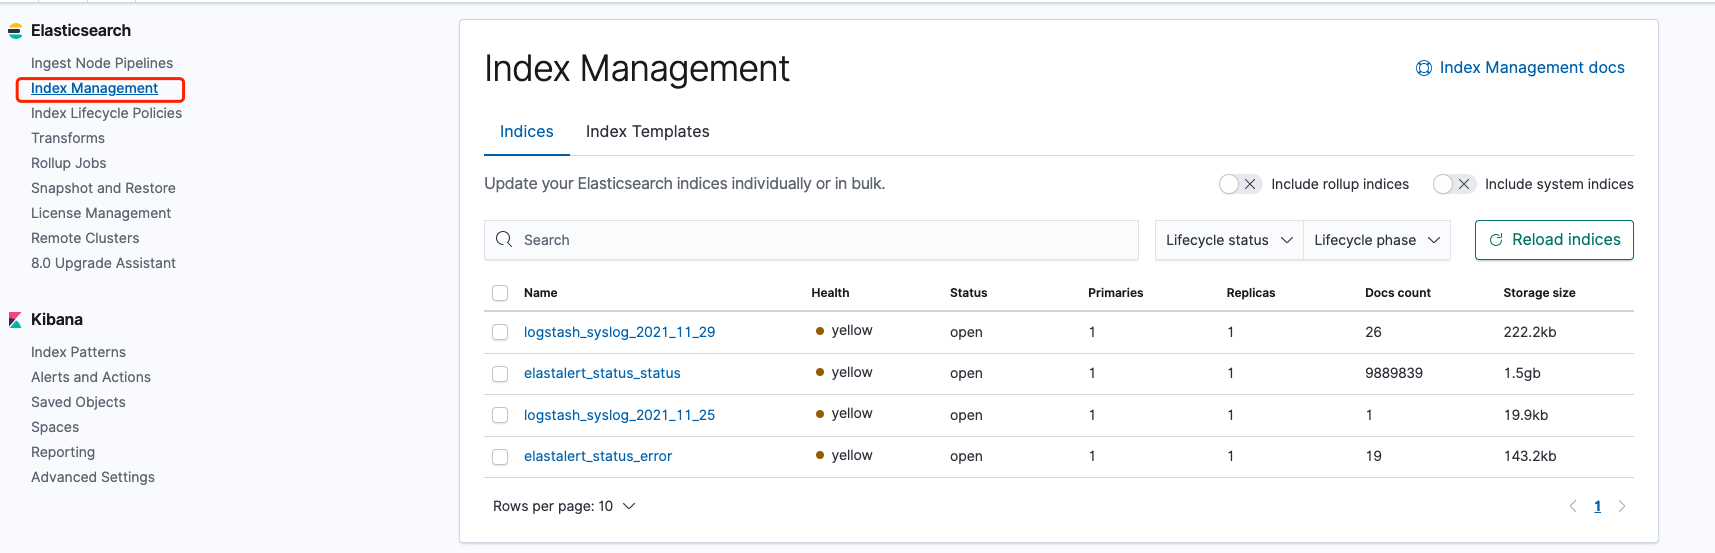 Elasticsearch
Ingest Node Pipelines
Index Management
Index Lifecycle Policies
Transforms
Rollup Jobs
Snapshot and Restore
License Management
Remote Clusters
8.0 Upgrade Assistant
Kibana
Index Patterns
Alerts and Actions
Saved Objects
Spaces
Reporting
Advanced Settings
Index Management
Index Management docs
Indices Index Templates
Update your Elasticsearch indices individually or in bulk. Include rollup indices Include system indices
Search Lifecycle status Lifecycle phase Reload indices
Name Health Status Primaries Replicas Docs count Storage size
logstash_syslog_2021_11_29 yellow open 1 1 26 222.2kb
elastalert_status_status yellow open 1 1 9889839 1.5gb
logstash_syslog_2021_11_25 yellow open 1 1 1 19.9kb
elastalert_status_error yellow open 1 1 19 143.2kb
Rows per page: 10 1